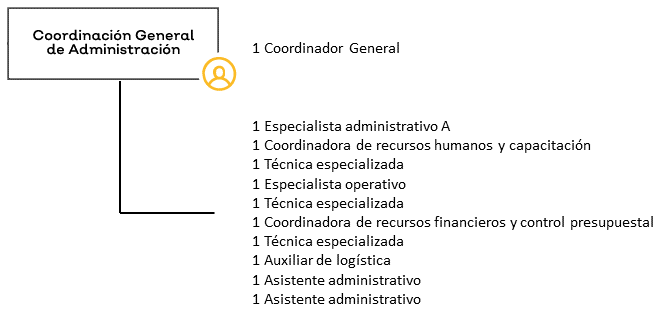 Coordinación General
de Administración
1 Coordinador General
1 Especialista administrativo A
1 Coordinadora de recursos humanos y capacitación
1 Técnica especializada
1 Especialista operativo
1 Técnica especializada
1 Coordinadora de recursos financieros y control presupuestal
1 Técnica especializada
1 Auxiliar de logística
1 Asistente administrativo
1 Asistente administrativo